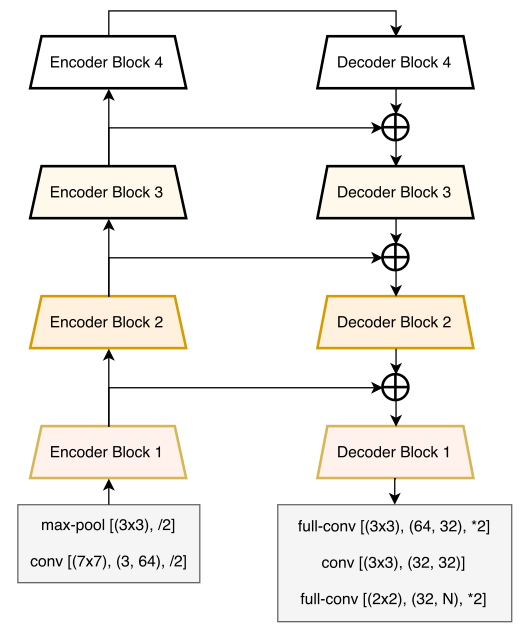 Encoder Block 4
Decoder Block 4
Encoder Block 3
Decoder Block 3
Encoder Block 2
Decoder Block 2
Encoder Block 1
Decoder Block 1
max-pool [(3x3), /2]
conv [(7x7), (3, 64), /2]
full-conv [(3x3), (64, 32), *2]
conv [(3x3), (32, 32)]
full-conv [(2x2), (32, N), *2]